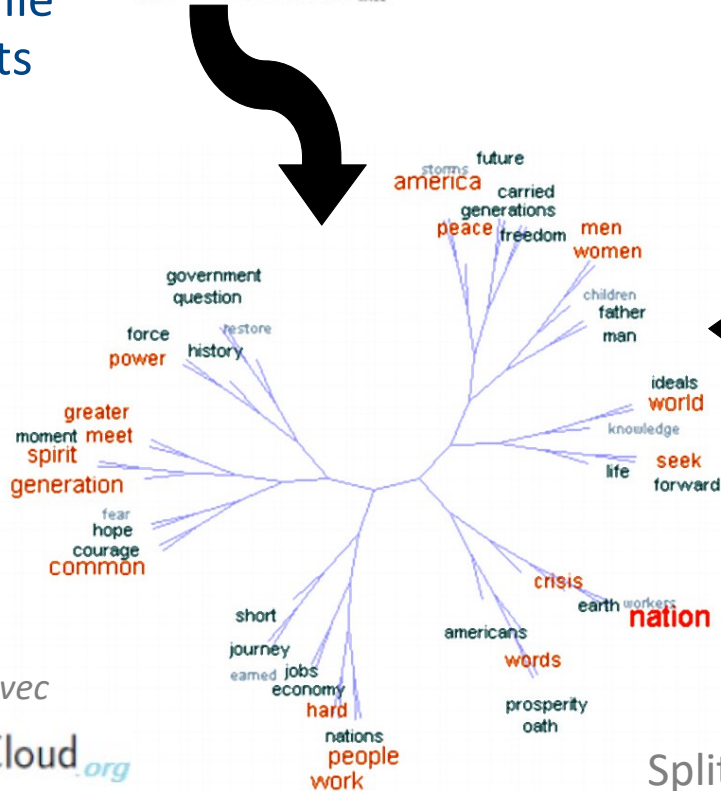 ts
future
storms
america
carried
generations
peace
freedom
men
women
children
father
man
government
question
restore
force
history
power
ideals
world
knowledge
seek
life
forward
greater
moment meet
spirit
generation
fear
hope
courage
common
crisis
earth workers
nation
americans
words
prosperity
oath
short
journey
earned jobs
economy
hard
nations
people
work
vec
Cloud.org
Split